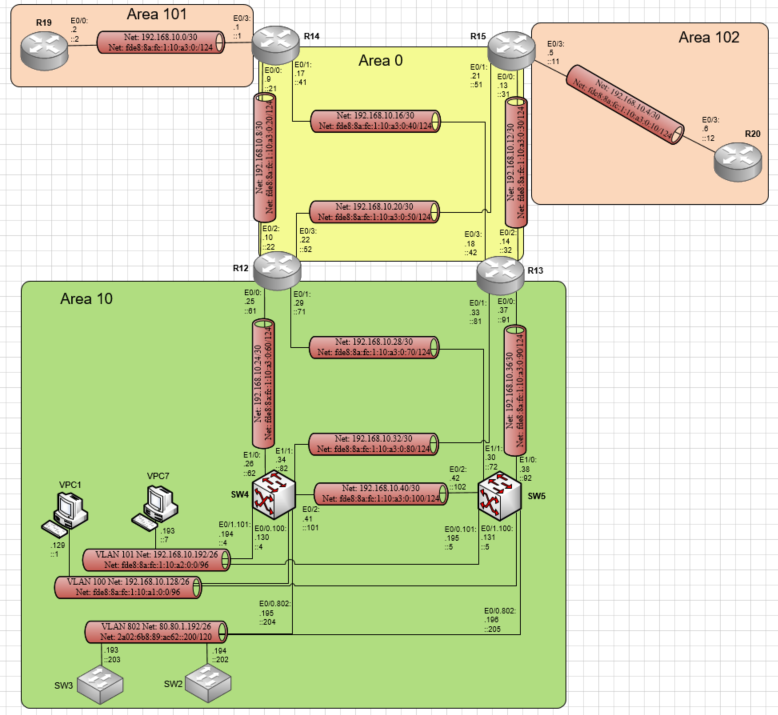 Area 101
R19
E0/0:
.2
::2
Net: 192.168.10.0/30
Net: fde8:8a:fc:1:10:a3:0:/124
E0/3:
.1
::1
R14
Area 0
R15
Area 102
E0/3:
.5
::11
Net: 192.168.10.4/30
Net: fde8:8a:fc:1:10:a3:0:10/124
.6
::12
R20
E0/0:
.9
::21
E0/1:
.17
::41
E0/1:
.21
::51
E0/0:
.13
::31
Net: 192.168.10.16/30
Net: fde8:8a:fc:1:10:a3:0:40/124
Net: 192.168.10.8/30
Net: fde8:8a:fc:1:10:a3:0:20/124
Net: 192.168.10.12/30
Net: fde8:8a:fc:1:10:a3:0:30/124
Net: 192.168.10.20/30
Net: fde8:8a:fc:1:10:a3:0:50/124
E0/2:
.10
::22
E0/3:
.22
::52
E0/3:
.18
::42
E0/2:
.14
::32
R12
R13
Area 10
E0/0:
.25
::61
E0/1:
.29
::71
E0/1:
.33
::81
E0/0:
.37
::91
Net: 192.168.10.28/30
Net: fde8:8a:fc:1:10:a3:0:70/124
Net: 192.168.10.24/30
Net: fde8:8a:fc:1:10:a3:0:60/124
Net: 192.168.10.36/30
Net: fde8:8a:fc:1:10:a3:0:90/124
Net: 192.168.10.32/30
Net: fde8:8a:fc:1:10:a3:0:80/124
E1/0:
.26
::62
E1/1:
.34
::82
E1/1:
.30
::72
E1/0:
.38
::92
Net: 192.168.10.40/30
Net: fde8:8a:fc:1:10:a3:0:100/124
E0/2:
.42
::102
SW4
SW5
E0/2:
.41
::101
VPC1
VPC7
.129
::1
.193
::7
E0/1.101:
.194
::4
E0/0.100:
.130
::4
E0/0.101:
.195
::5
E0/1.100:
.131
::5
VLAN 101 Net: 192.168.10.192/26
Net: fde8:8a:fc:1:10:a2:0:0/96
VLAN 100 Net: 192.168.10.128/26
Net: fde8:8a:fc:1:10:a1:0:0/96
E0/0.802:
.195
::204
E0/0.802:
.196
::205
VLAN 802 Net: 80.80.1.192/26
Net: 2a02:6b8:89:ac62::200/120
.193
::203
.194
::202
SW3
SW2